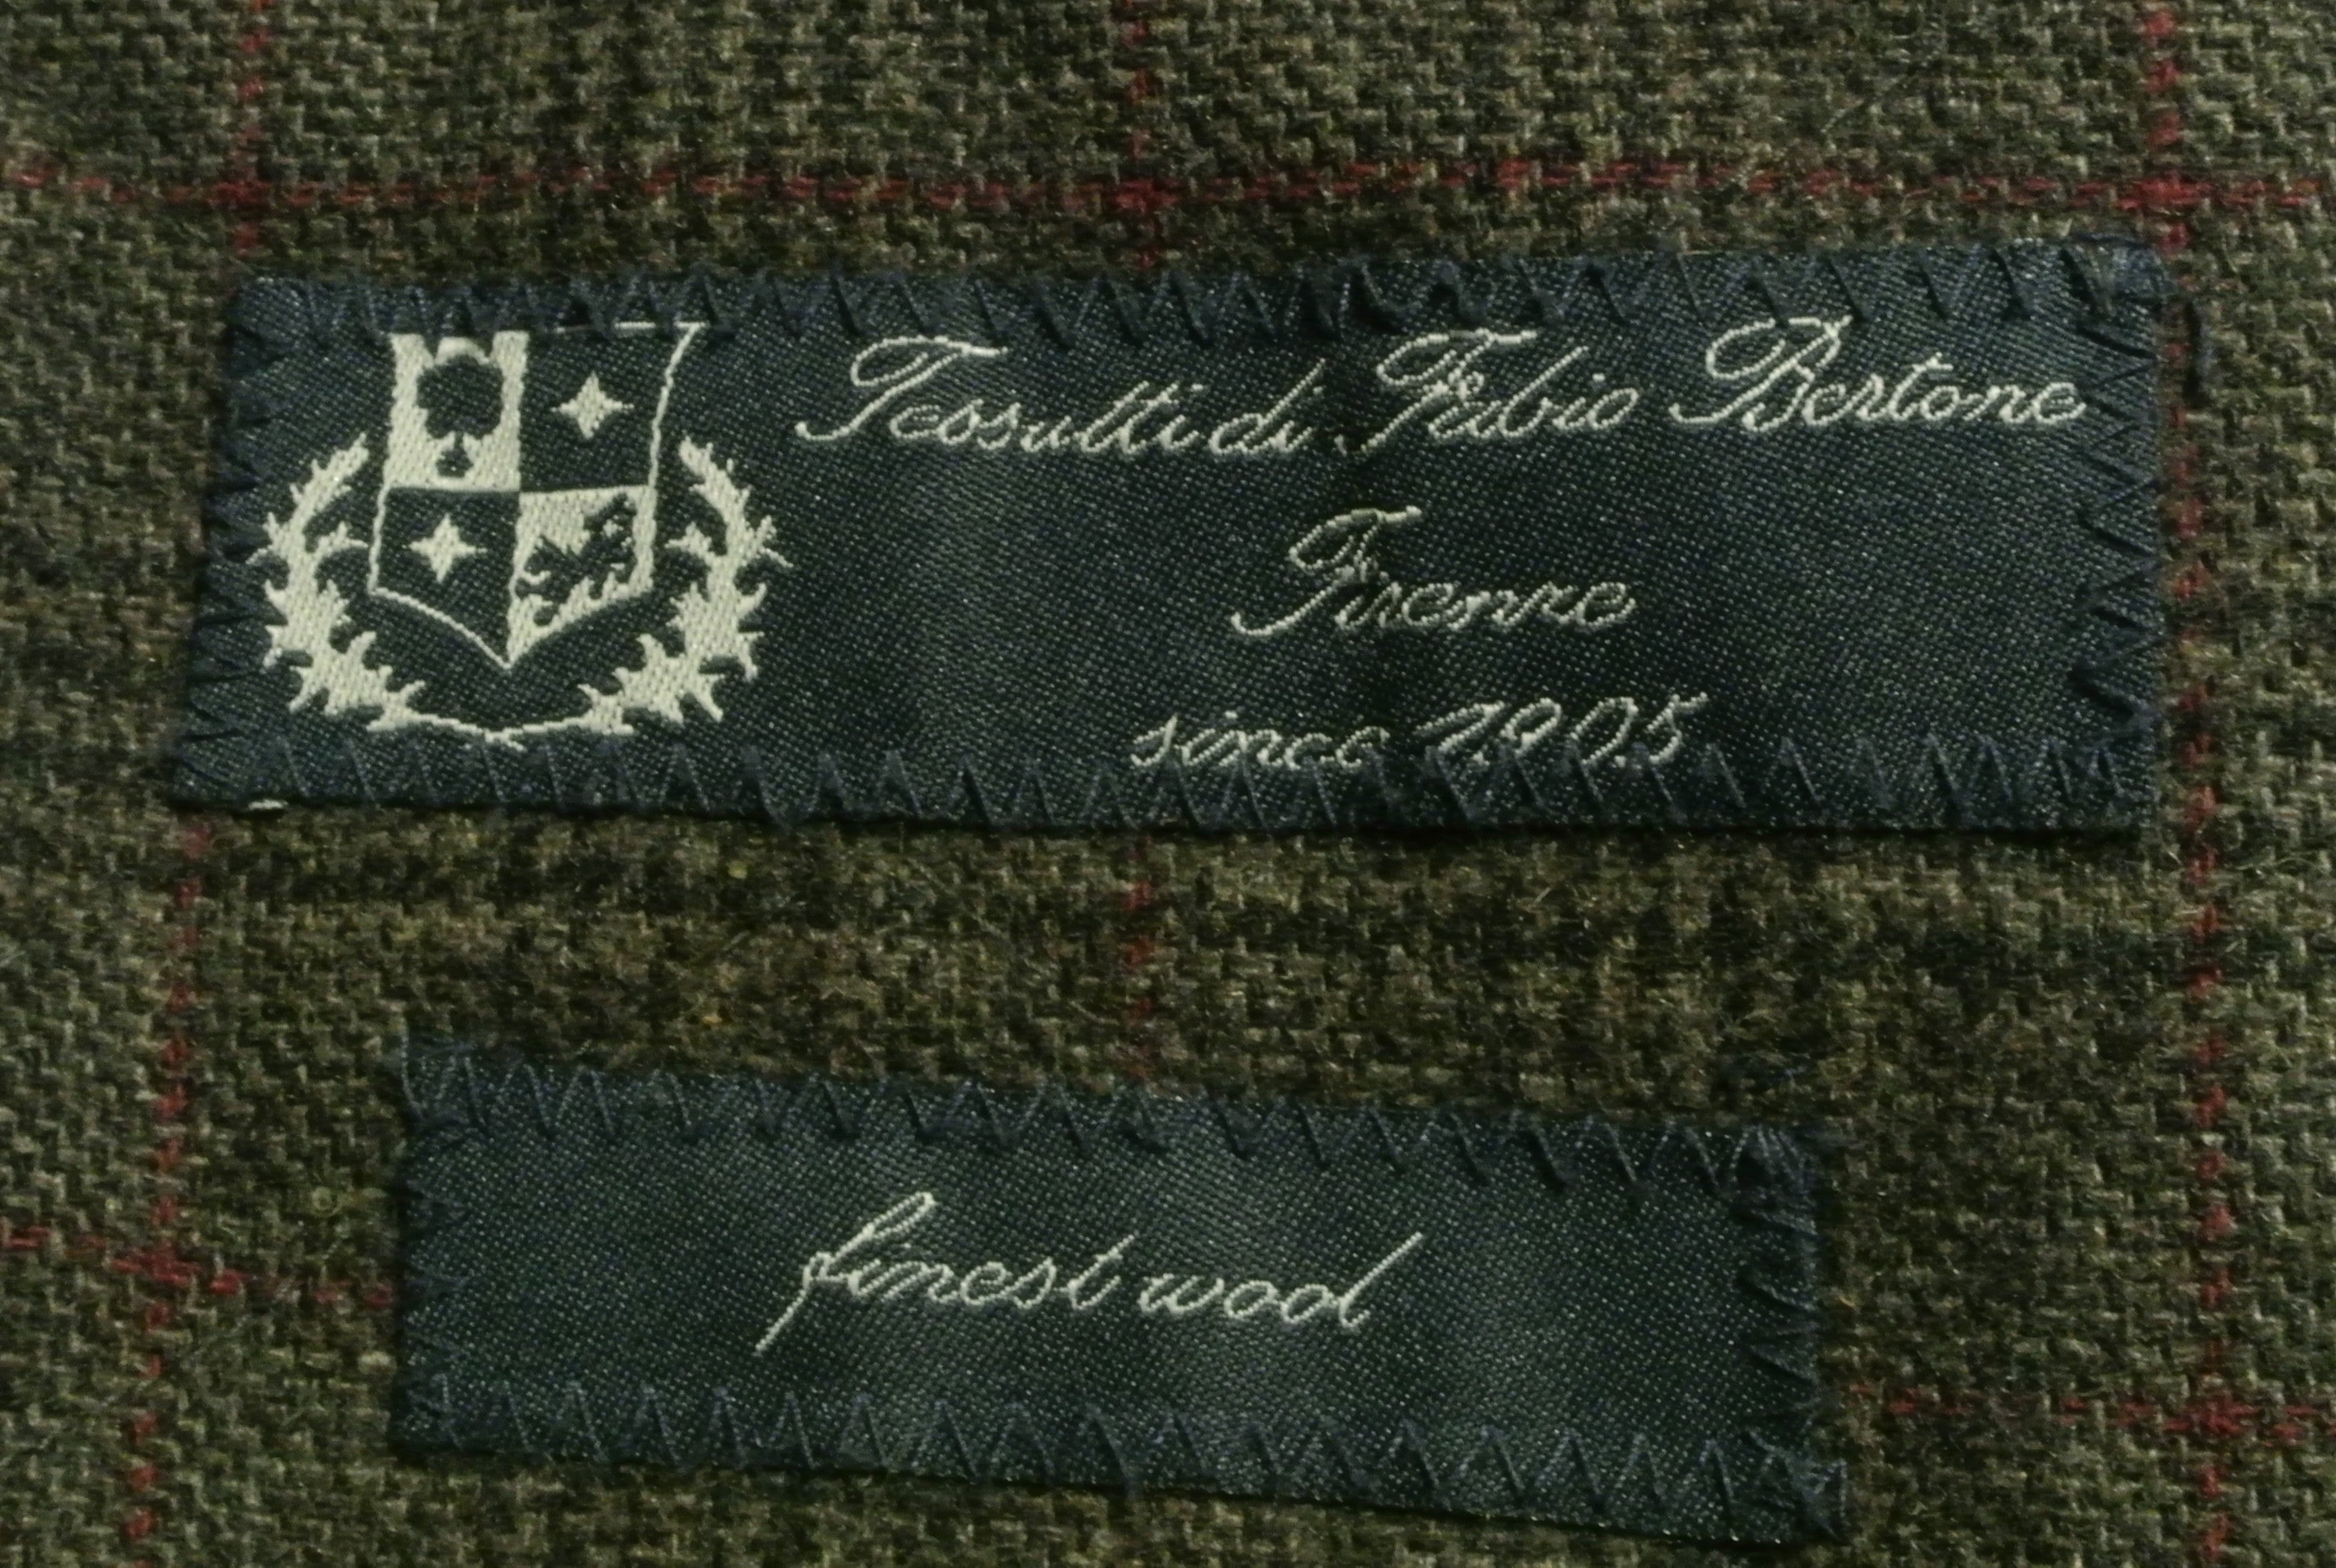 Tessutti di Fabio Bertone
Firenze
since 1905
finest wool